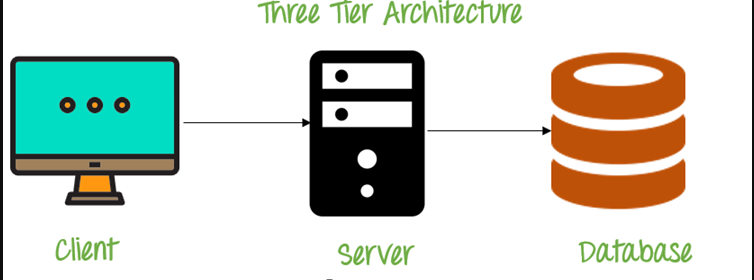 Three Tier Architecture
Client
Server
Database